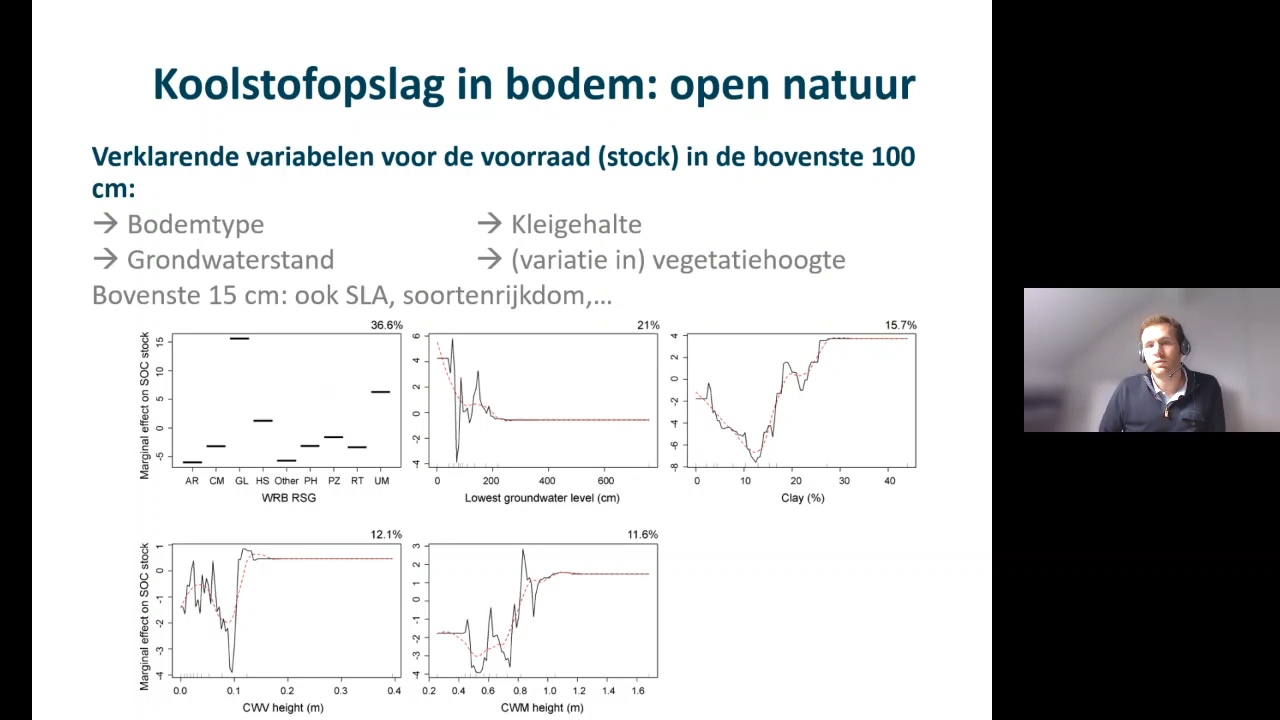 Koolstofopslag in bodem: open natuur
Verklarende variabelen voor de voorraad (stock) in de bovenste 100
cm:
→ Bodemtype → Kleigehalte
→ Grondwaterstand → (variatie in) vegetatiehoogte
Bovenste 15 cm: ook SLA, soortenrijkdom,...
36.6%
Marginal effect on SOC stock
15
10
5
0
-5
AR CM GL HS Other PH PZ RT UM
WRB RSG
21%
6
4
2
0
-2
-4
0 200 400 600
Lowest groundwater level (cm)
15.7%
4
2
0
-2
-4
-6
-8
0 10 20 30 40
Clay (%)
12.1%
Marginal effect on SOC stock
1
0
-1
-2
-3
-4
0.0 0.1 0.2 0.3 0.4
CWV height (m)
11.6%
3
2
1
0
-1
-2
-3
-4
0.2 0.4 0.6 0.8 1.0 1.2 1.4 1.6
CWM height (m)